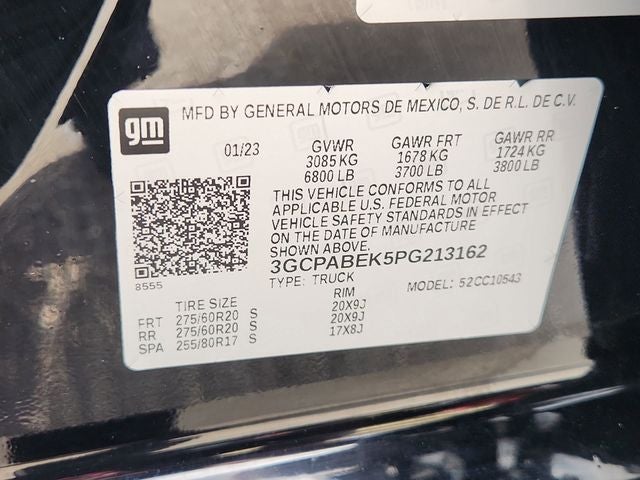 gm
MFD BY GENERAL MOTORS DE MEXICO, S. DE R.L. DE C.V.
01/23 GVWR GAWR FRT GAWR RR
3085 KG 1678 KG 1724 KG
6800 LB 3700 LB 3800 LB
THIS VEHICLE CONFORMS TO ALL
APPLICABLE U.S. FEDERAL MOTOR
VEHICLE SAFETY STANDARDS IN EFFECT
ON THE DATE OF MANUFACTURE
SHOWN ABOVE.
3GCPABEK5PG213162
8555
TYPE: TRUCK MODEL: 52CC10543
TIRE SIZE RIM
FRT 275/60R20 S 20X9J
RR 275/60R20 S 20X9J
SPA 255/80R17 S 17X8J